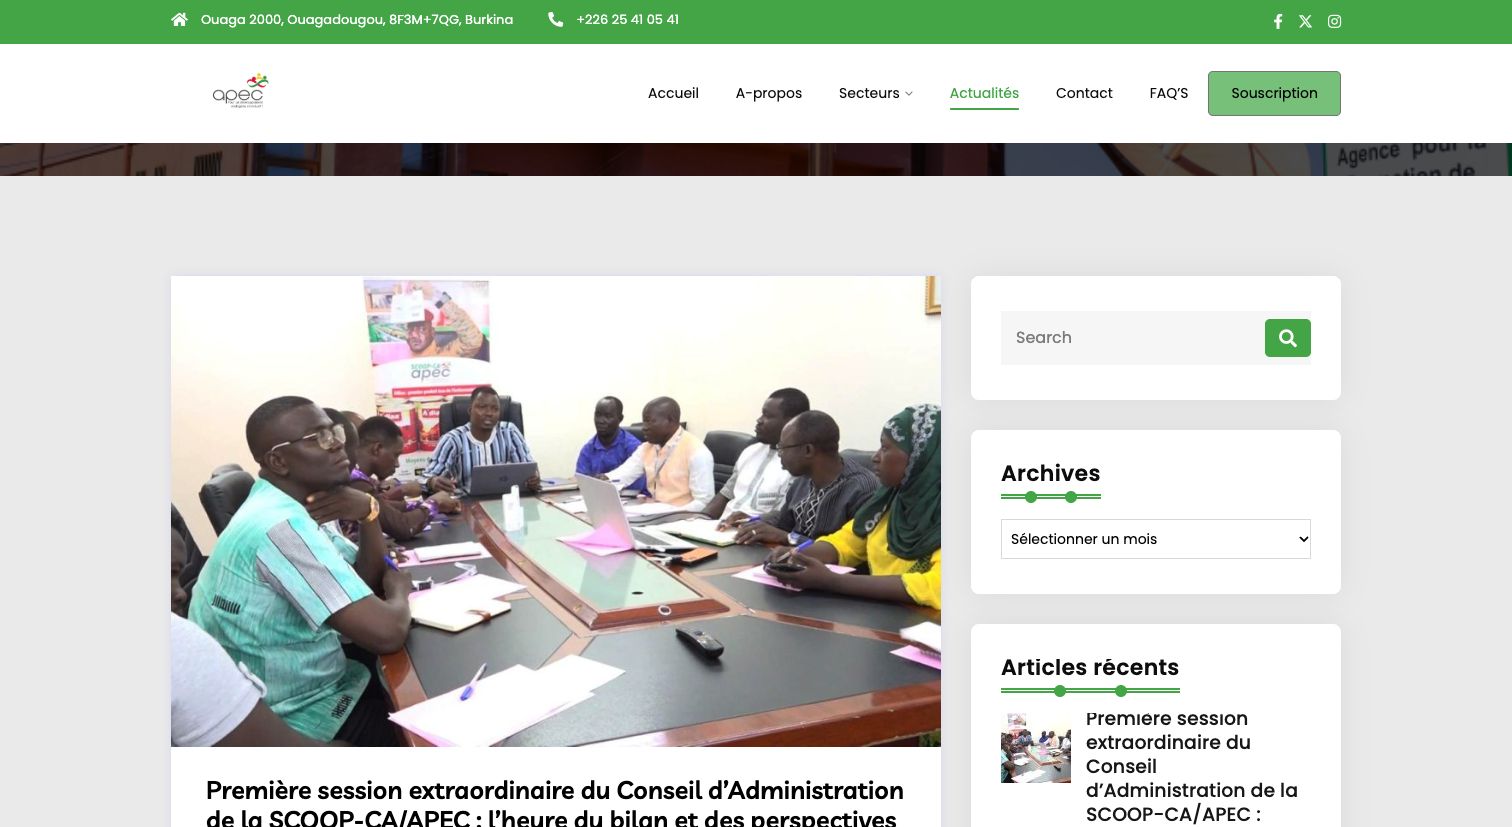 Ouaga 2000, Ouagadougou, 8F3M+7QG, Burkina
+226 25 41 05 41
apec
Accueil
A-propos
Secteurs
Actualités
Contact
FAQ'S
Souscription
Agence pour la
SCOOP-CA
apec
Search
Archives
Sélectionner un mois
Articles récents
Première session
extraordinaire du
Conseil
d'Administration de la
SCOOP-CA/APEC :
Première session extraordinaire du Conseil d'Administration
de la SCOOP-CA/APEC : l'heure du bilan et des perspectives